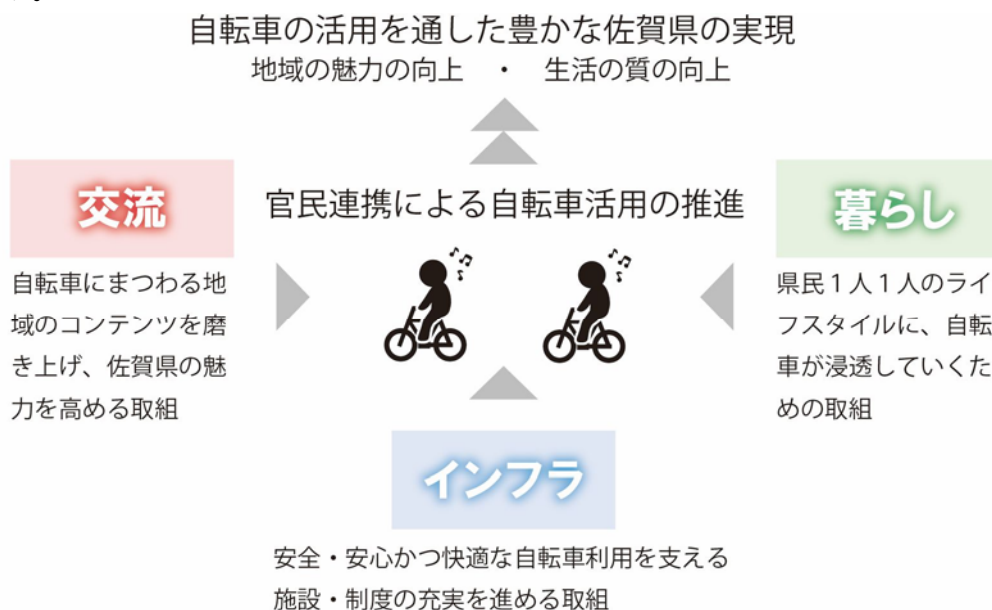 自転車の活用を通した豊かな佐賀県の実現
地域の魅力の向上 ・ 生活の質の向上
官民連携による自転車活用の推進
交流
自転車にまつわる地
域のコンテンツを磨
き上げ、佐賀県の魅
力を高める取組
暮らし
県民1人1人のライ
フスタイルに、自転
車が浸透していくた
めの取組
インフラ
安全・安心かつ快適な自転車利用を支える
施設・制度の充実を進める取組